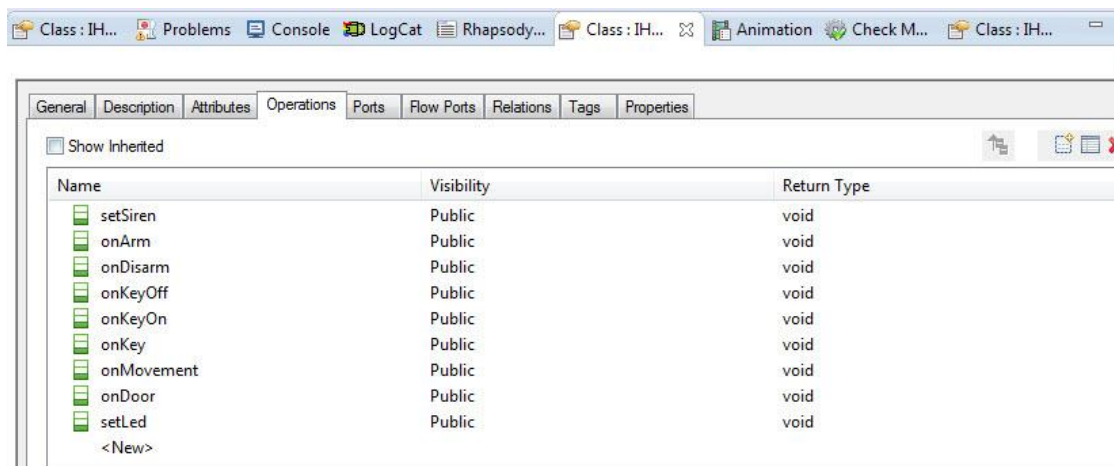 Class : IH... Problems Console LogCat Rhapsody... Class : IH... Animation Check M... Class : IH...
General Description Attributes Operations Ports Flow Ports Relations Tags Properties
Show Inherited
Name Visibility Return Type
setSiren Public void
onArm Public void
onDisarm Public void
onKeyOff Public void
onKeyOn Public void
onKey Public void
onMovement Public void
onDoor Public void
setLed Public void
<New>